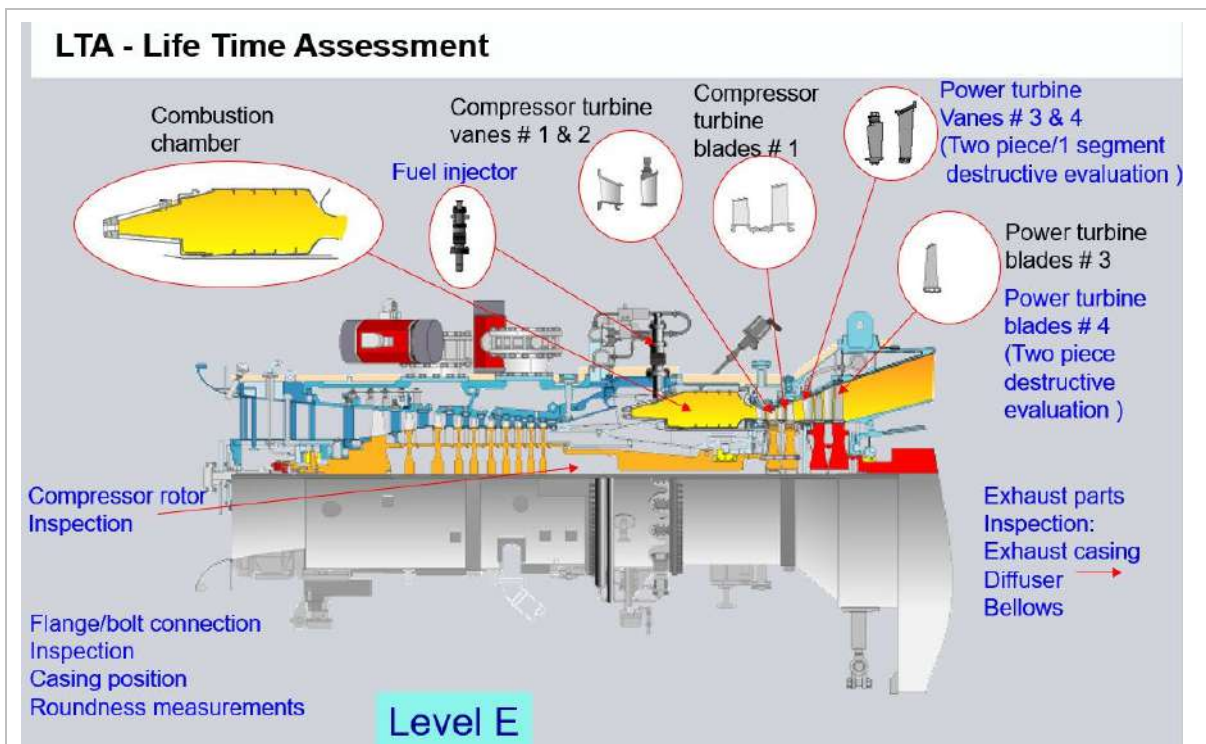 LTA - Life Time Assessment
Combustion
chamber
Fuel injector
Compressor turbine
vanes # 1 & 2
Compressor
turbine
blades # 1
Power turbine
Vanes # 3 & 4
(Two piece/1 segment
destructive evaluation )
Power turbine
blades # 3
Power turbine
blades # 4
(Two piece
destructive
evaluation )
Compressor rotor
Inspection
Exhaust parts
Inspection:
Exhaust casing
Diffuser
Bellows
Flange/bolt connection
Inspection
Casing position
Roundness measurements
Level E